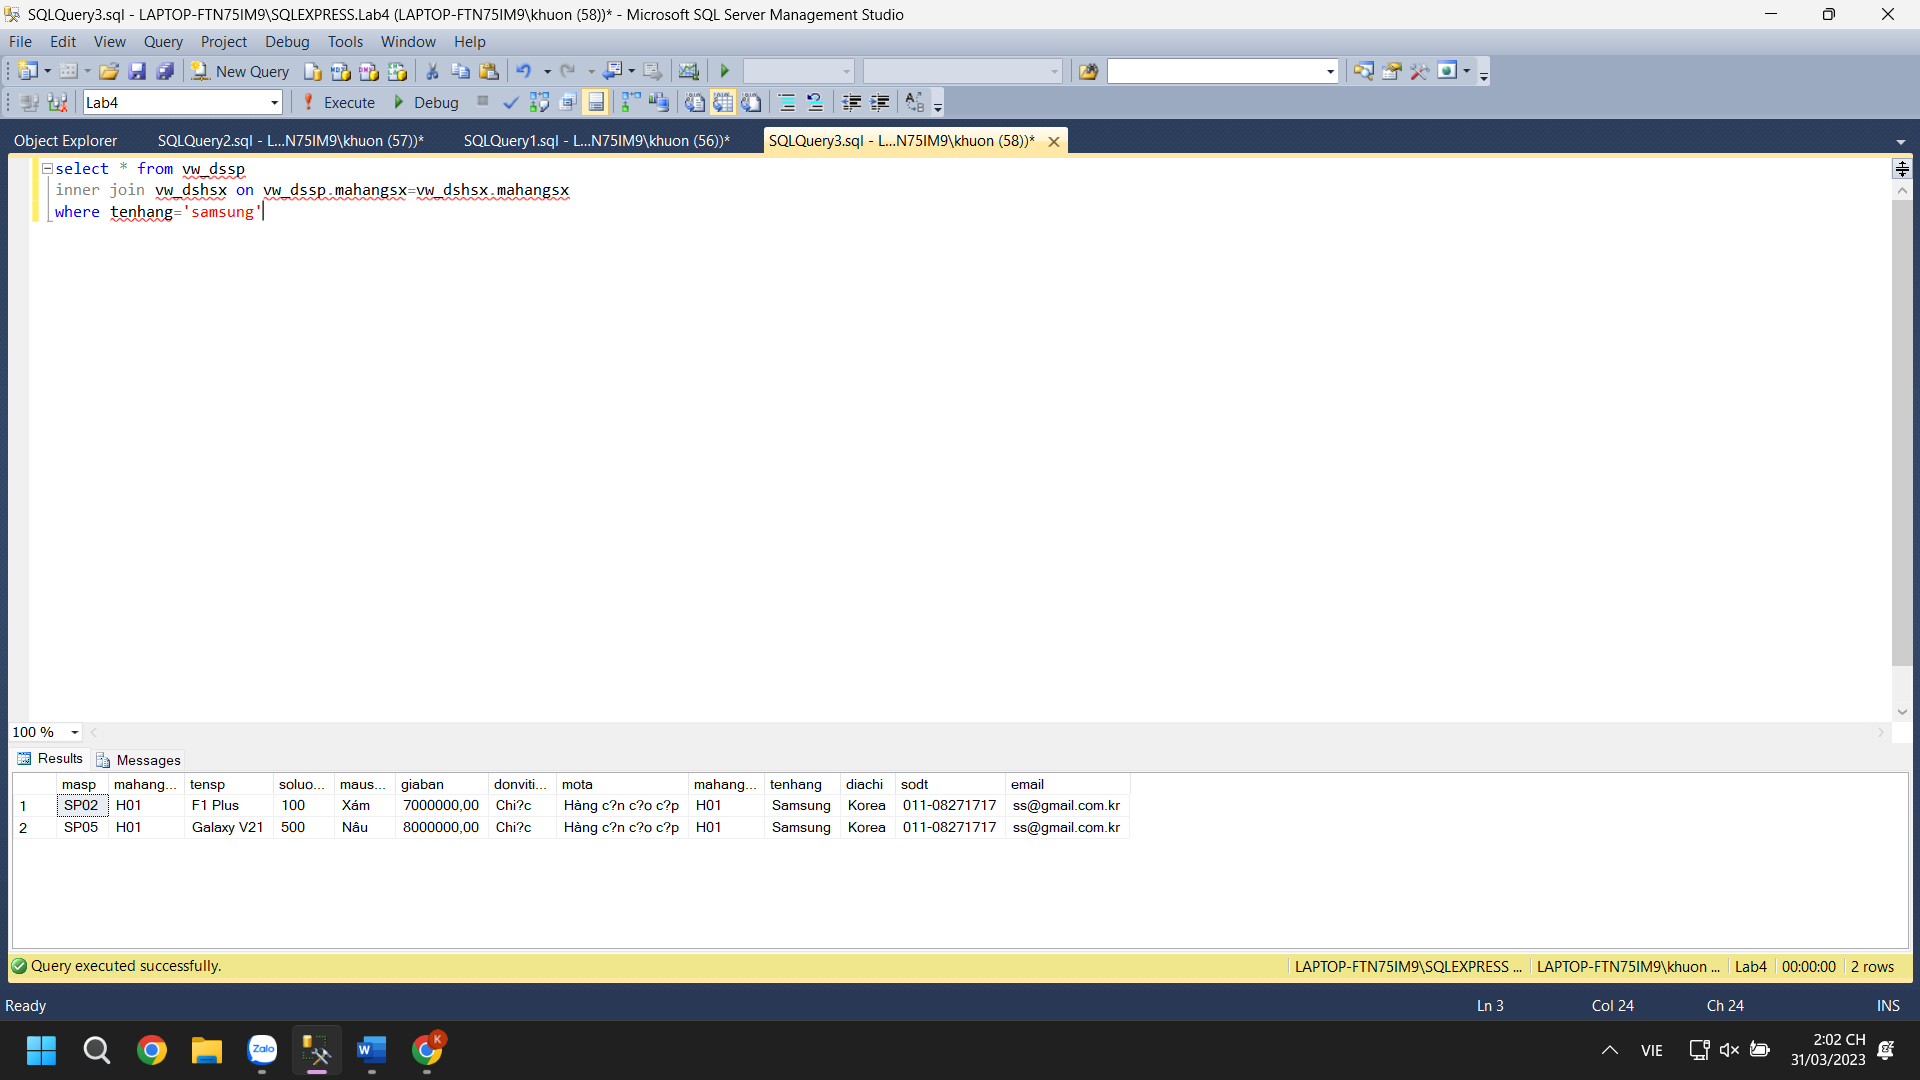 SQLQuery3.sql - LAPTOP-FTN75IM9\SQLEXPRESS.Lab4 (LAPTOP-FTN75IM9\khuon (58))* - Microsoft SQL Server Management Studio
File Edit View Query Project Debug Tools Window Help
New Query
Lab4 Execute Debug
Object Explorer SQLQuery2.sql - L...N75IM9\khuon (57))* SQLQuery1.sql - L...N75IM9\khuon (56))* SQLQuery3.sql - L...N75IM9\khuon (58))*
select * from vw_dssp
inner join vw_dshsx on vw_dssp.mahangsx=vw_dshsx.mahangsx
where tenhang='samsung'
100 %
Results Messages
masp mahang... tensp soluo... maus... giaban donviti... mota mahang... tenhang diachi sodt email
1 SP02 H01 F1 Plus 100 Xám 7000000,00 Chi?c Hàng c?n c?o c?p H01 Samsung Korea 011-08271717 ss@gmail.com.kr
2 SP05 H01 Galaxy V21 500 Nâu 8000000,00 Chi?c Hàng c?n c?o c?p H01 Samsung Korea 011-08271717 ss@gmail.com.kr
Query executed successfully. LAPTOP-FTN75IM9\SQLEXPRESS ... LAPTOP-FTN75IM9\khuon ... Lab4 00:00:00 2 rows
Ready Ln 3 Col 24 Ch 24 INS
Zalo W K VIE 2:02 CH
31/03/2023